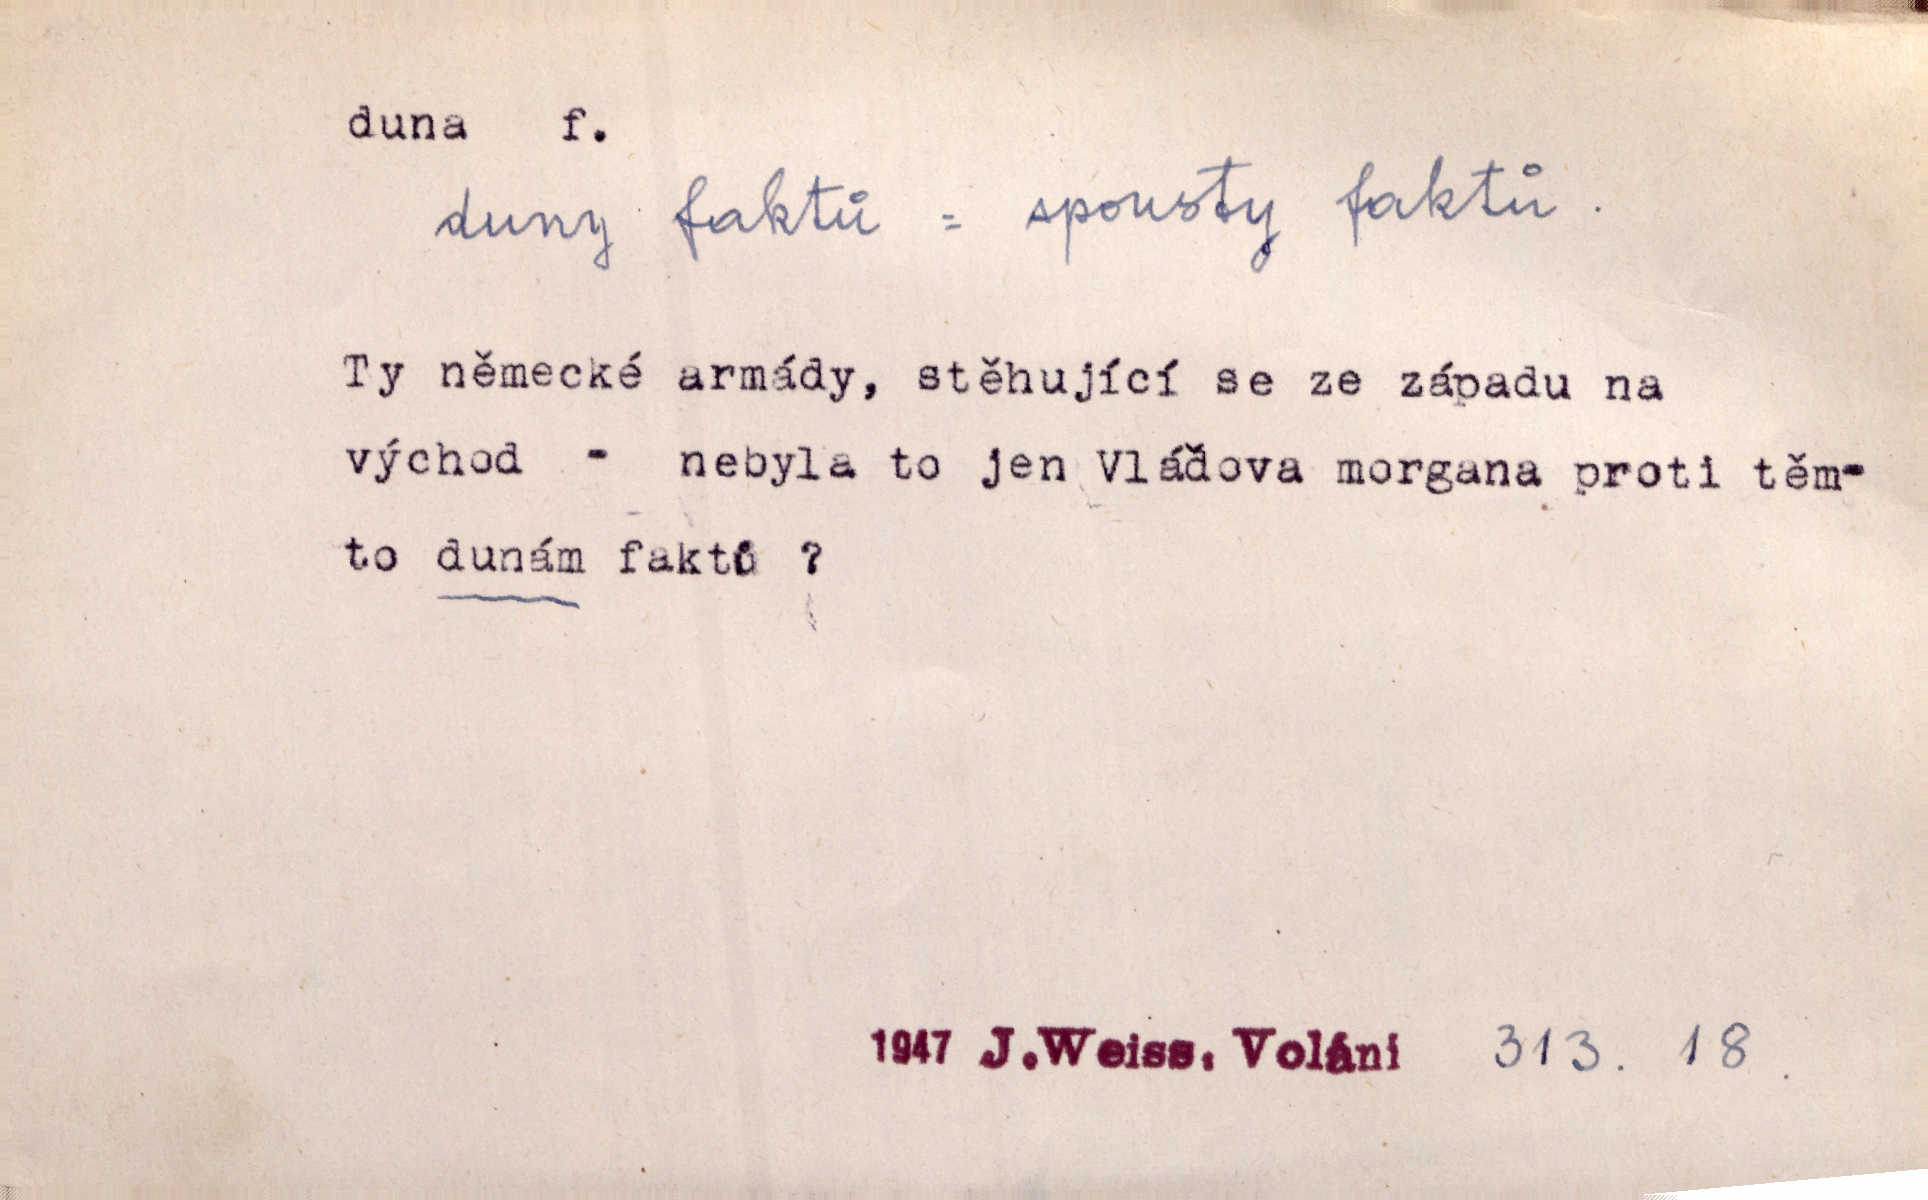 duna f.
duny faktů = spousty faktů.
Ty německé armády, stěhující se ze západu na
východ - nebyla to jen Vláďova morgana proti těm-
to dunám faktů ?
1947 J.Weiss. Voláni 313. 18.